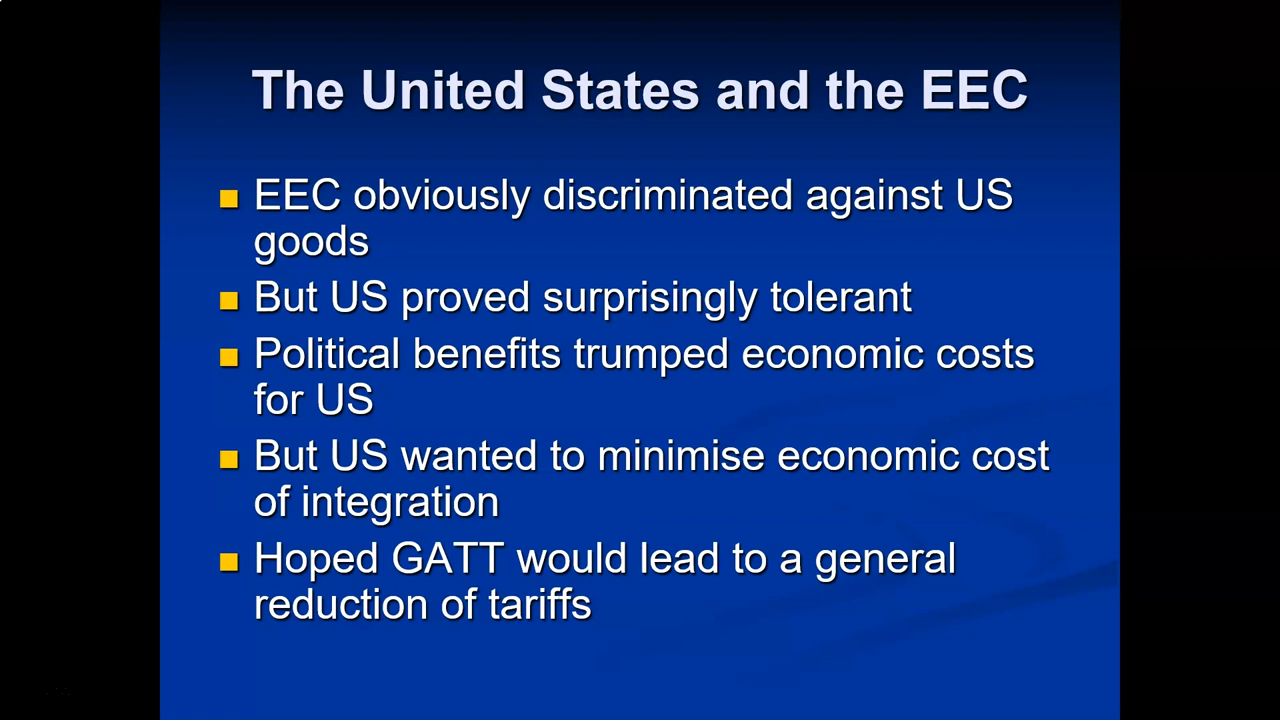 The United States and the EEC
EEC obviously discriminated against US
goods
But US proved surprisingly tolerant
Political benefits trumped economic costs
for US
But US wanted to minimise economic cost
of integration
Hoped GATT would lead to a general
reduction of tariffs